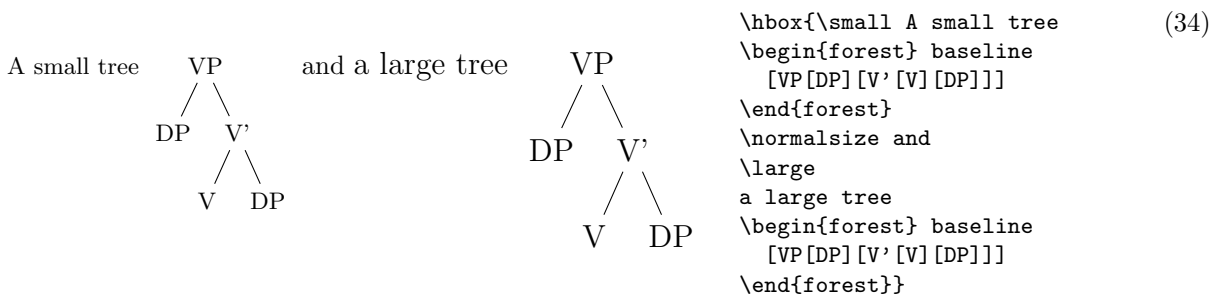 A small tree VP and a large tree VP
DP V'
V DP
DP V'
V DP
\hbox{\small A small tree
\begin{forest} baseline
[VP[DP][V'[V][DP]]]
\end{forest}
\normalsize and
\large
a large tree
\begin{forest} baseline
[VP[DP][V'[V][DP]]]
\end{forest}}
(34)